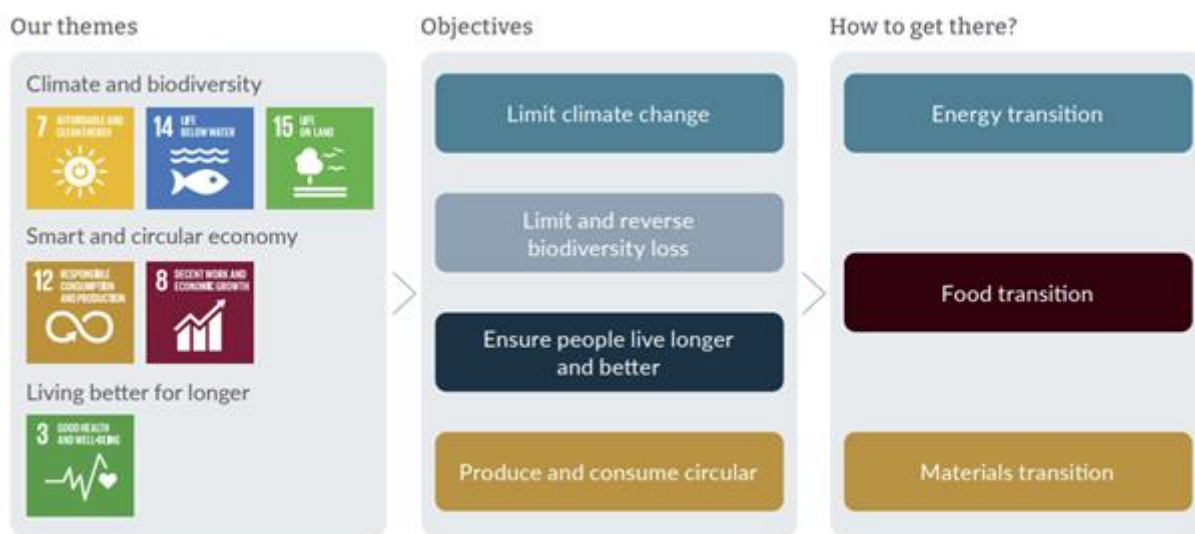 Our themes
Climate and biodiversity
7 AFFORDABLE AND
CLEAN ENERGY
14 LIFE
BELOW WATER
15 LIFE
ON LAND
Smart and circular economy
12 RESPONSIBLE
CONSUMPTION
AND PRODUCTION
8 DECENT WORK AND
ECONOMIC GROWTH
Living better for longer
3 GOOD HEALTH
AND WELL-BEING
Objectives
Limit climate change
Limit and reverse
biodiversity loss
Ensure people live longer
and better
Produce and consume circular
How to get there?
Energy transition
Food transition
Materials transition